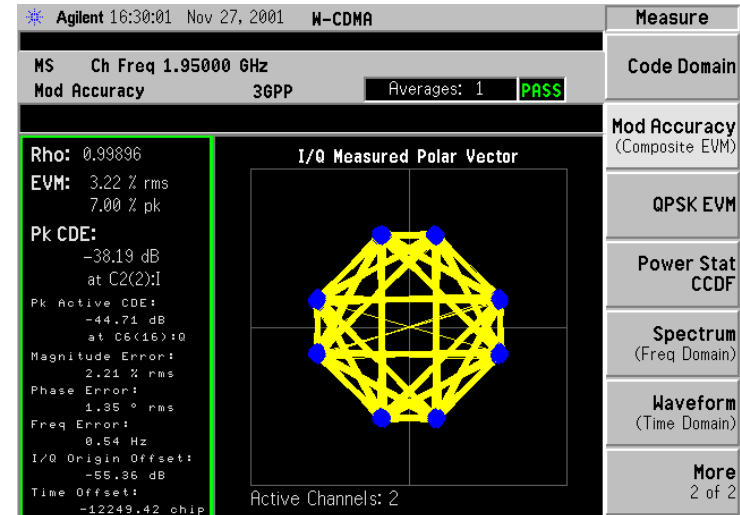 Agilent 16:30:01 Nov 27, 2001 W-CDMA
Measure
MS Ch Freq 1.95000 GHz
Mod Accuracy 3GPP Averages: 1 PASS
Code Domain
Mod Accuracy
(Composite EVM)
QPSK EVM
Power Stat
CCDF
Spectrum
(Freq Domain)
Waveform
(Time Domain)
More
2 of 2
Rho: 0.99896
EVM: 3.22 % rms
7.00 % pk
Pk CDE:
-38.19 dB
at C2(2):I
Pk Active CDE:
-44.71 dB
at C6(16):Q
Magnitude Error:
2.21 % rms
Phase Error:
1.35 ° rms
Freq Error:
0.54 Hz
I/Q Origin Offset:
-55.36 dB
Time Offset:
-12249.42 chip
I/Q Measured Polar Vector
Active Channels: 2